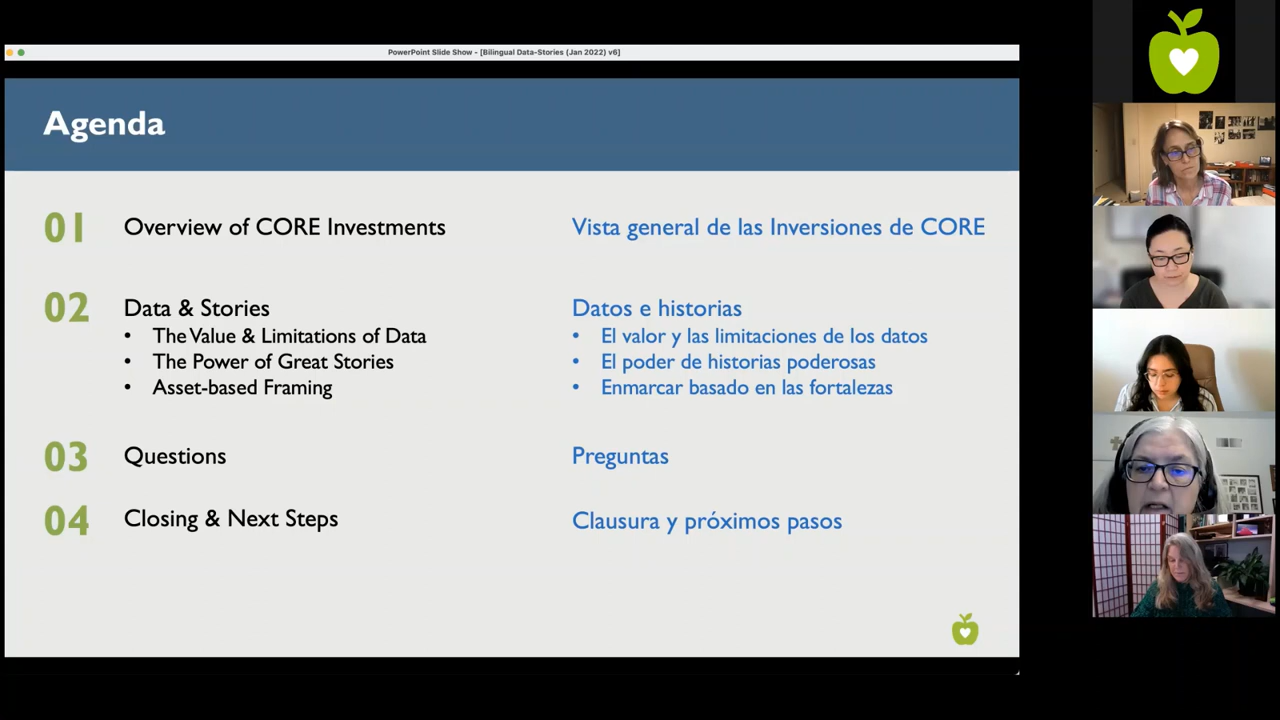 PowerPoint Slide Show - [Bilingual Data-Stories (Jan 2022) v6]
Agenda
01 Overview of CORE Investments Vista general de las Inversiones de CORE
02 Data & Stories Datos e historias
• The Value & Limitations of Data • El valor y las limitaciones de los datos
• The Power of Great Stories • El poder de historias poderosas
• Asset-based Framing • Enmarcar basado en las fortalezas
03 Questions Preguntas
04 Closing & Next Steps Clausura y próximos pasos